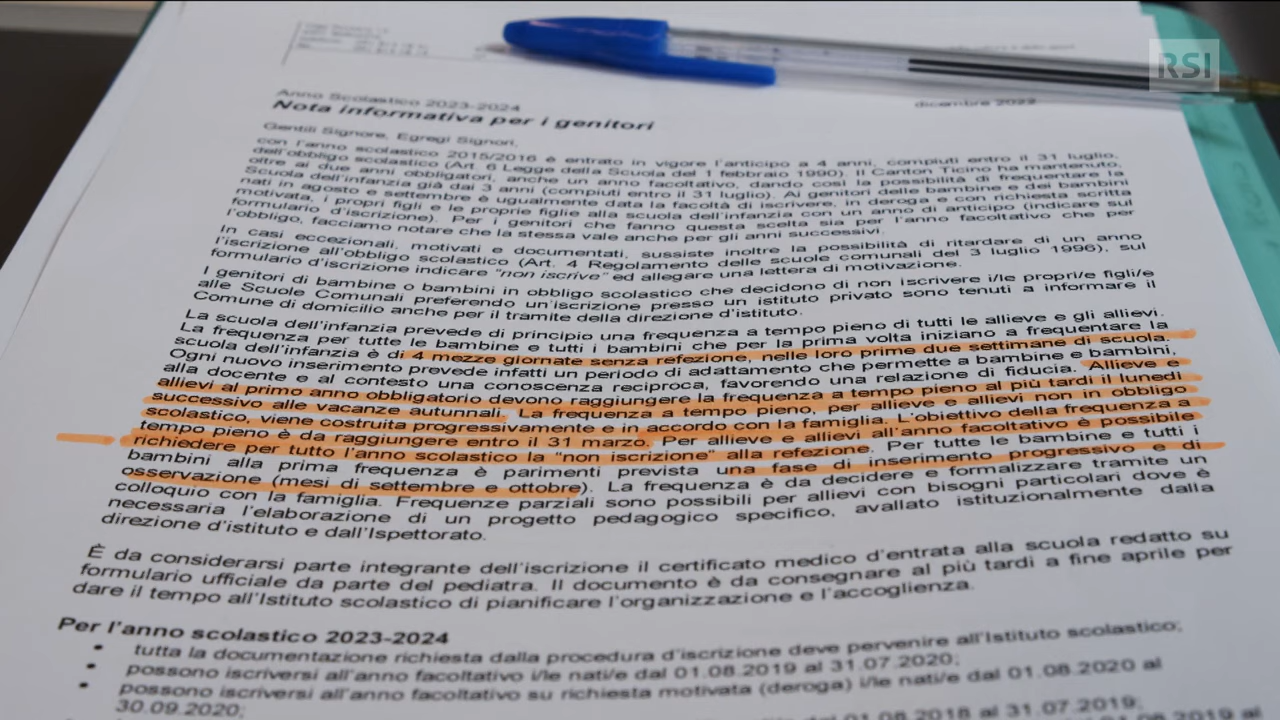 RSI
Anno Scolastico 2023-2024
dicembre 2022
Nota informativa per i genitori
Gentili Signore, Egregi Signori,
con l'anno scolastico 2015/2016 è entrato in vigore l'anticipo a 4 anni, compiuti entro il 31 luglio,
dell'obbligo scolastico (Art. 6 Legge della Scuola del 1 febbraio 1990). Il Canton Ticino ha mantenuto,
oltre ai due anni obbligatori, anche un anno facoltativo, dando così la possibilità di frequentare la
Scuola dell'infanzia già dai 3 anni (compiuti entro il 31 luglio). Ai genitori delle bambine e dei bambini
nati in agosto e settembre è ugualmente data la facoltà di iscrivere, in deroga e con richiesta scritta
motivata, i propri figli e le proprie figlie alla scuola dell'infanzia con un anno di anticipo (indicare sul
formulario d'iscrizione). Per i genitori che fanno questa scelta sia per l'anno facoltativo che per
l'obbligo, facciamo notare che la stessa vale anche per gli anni successivi.
In casi eccezionali, motivati e documentati, sussiste inoltre la possibilità di ritardare di un anno
l'iscrizione all'obbligo scolastico (Art. 4 Regolamento delle scuole comunali del 3 luglio 1996), sul
formulario d'iscrizione indicare "non iscrive" ed allegare una lettera di motivazione.
I genitori di bambine o bambini in obbligo scolastico che decidono di non iscrivere i/le propri/e figli/e
alle Scuole Comunali preferendo un'iscrizione presso un istituto privato sono tenuti a informare il
Comune di domicilio anche per il tramite della direzione d'istituto.
La scuola dell'infanzia prevede di principio una frequenza a tempo pieno di tutti le allieve e gli allievi.
La frequenza per tutte le bambine e tutti i bambini che per la prima volta iniziano a frequentare la
scuola dell'infanzia è di 4 mezze giornate senza refezione, nelle loro prime due settimane di scuola.
Ogni nuovo inserimento prevede infatti un periodo di adattamento che permette a bambine e bambini,
alla docente e al contesto una conoscenza reciproca, favorendo una relazione di fiducia. Allieve e
allievi al primo anno obbligatorio devono raggiungere la frequenza a tempo pieno al più tardi il lunedì
successivo alle vacanze autunnali. La frequenza a tempo pieno, per allieve e allievi non in obbligo
scolastico, viene costruita progressivamente e in accordo con la famiglia. L'obiettivo della frequenza a
tempo pieno è da raggiungere entro il 31 marzo. Per allieve e allievi all'anno facoltativo è possibile
richiedere per tutto l'anno scolastico la "non iscrizione" alla refezione. Per tutte le bambine e tutti i
bambini alla prima frequenza è parimenti prevista una fase di inserimento progressivo e di
osservazione (mesi di settembre e ottobre). La frequenza è da decidere e formalizzare tramite un
colloquio con la famiglia. Frequenze parziali sono possibili per allievi con bisogni particolari dove è
necessaria l'elaborazione di un progetto pedagogico specifico, avallato istituzionalmente dalla
direzione d'istituto e dall'Ispettorato.
È da considerarsi parte integrante dell'iscrizione il certificato medico d'entrata alla scuola redatto su
formulario ufficiale da parte del pediatra. Il documento è da consegnare al più tardi a fine aprile per
dare il tempo all'Istituto scolastico di pianificare l'organizzazione e l'accoglienza.
Per l'anno scolastico 2023-2024
• tutta la documentazione richiesta dalla procedura d'iscrizione deve pervenire all'Istituto scolastico;
• possono iscriversi all'anno facoltativo i/le nati/e dal 01.08.2019 al 31.07.2020;
• possono iscriversi all'anno facoltativo su richiesta motivata (deroga) i/le nati/e dal 01.08.2020 al
30.09.2020;
01.08.2018 al 31.07.2019;